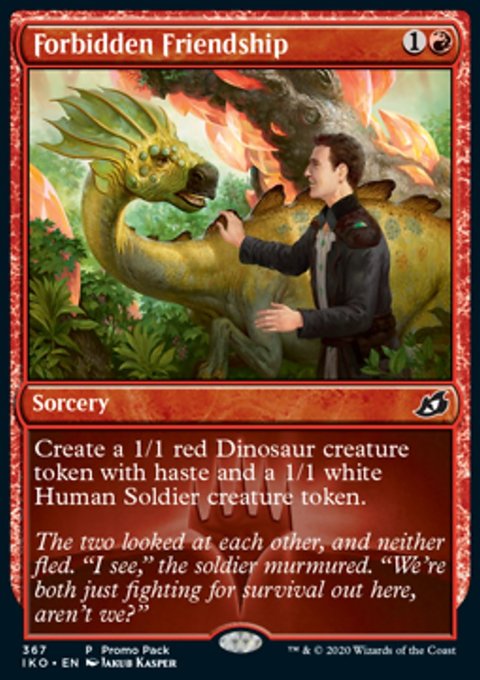 Forbidden Friendship 1
Sorcery
Create a 1/1 red Dinosaur creature
token with haste and a 1/1 white
Human Soldier creature token.
The two looked at each other, and neither
fled. “I see,” the soldier murmured. “We’re
both just fighting for survival out here,
aren’t we?”
367 P Promo Pack
IKO • EN Jakub Kasper ™ & © 2020 Wizards of the Coast